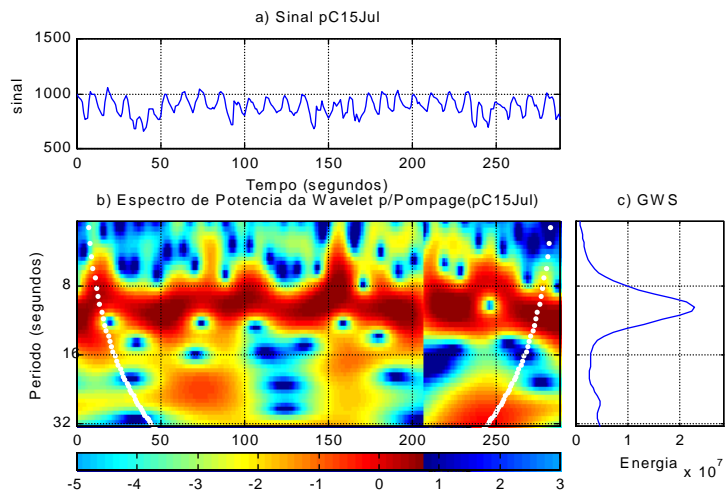 a) Sinal pC15Jul
1500
1000
500
sinal
0 50 100 150 200 250
Tempo (segundos)
b) Espectro de Potencia da Wavelet p/Pompage(pC15Jul)
c) GWS
8
16
32
Periodo (segundos)
0 50 100 150 200 250
0 1 2
Energia x 10^7
-5 -4 -3 -2 -1 0 1 2 3